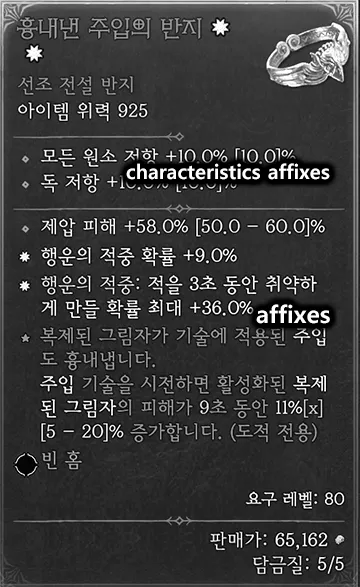 흉내낸 주입의 반지
선조 전설 반지
아이템 위력 925
모든 원소 저항 +10.0% [10.0]%
characteristics affixes
독 저항 +10.0% [10.0]%
제압 피해 +58.0% [50.0 - 60.0]%
행운의 적중 확률 +9.0%
행운의 적중: 적을 3초 동안 취약하
게 만들 확률 최대 +36.0%
affixes
복제된 그림자가 기술에 적용된 주입
도 흉내냅니다.
주입 기술을 시전하면 활성화된 복제
된 그림자의 피해가 9초 동안 11%[x]
[5 - 20]% 증가합니다. (도적 전용)
빈 홈
요구 레벨: 80
판매가: 65,162
담금질: 5/5